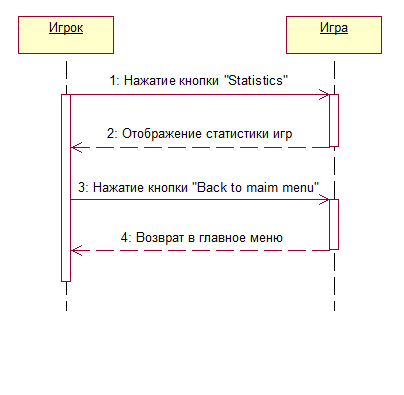 Игрок
Игра
1: Нажатие кнопки "Statistics"
2: Отображение статистики игр
3: Нажатие кнопки "Back to maim menu"
4: Возврат в главное меню